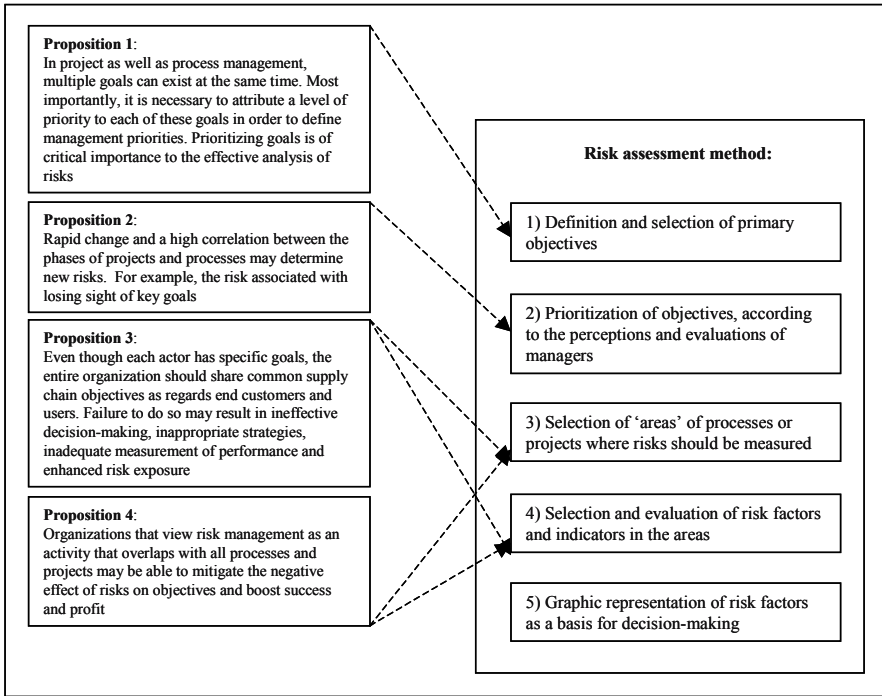 Proposition 1:
In project as well as process management,
multiple goals can exist at the same time. Most
importantly, it is necessary to attribute a level of
priority to each of these goals in order to define
management priorities. Prioritizing goals is of
critical importance to the effective analysis of
risks
Proposition 2:
Rapid change and a high correlation between the
phases of projects and processes may determine
new risks. For example, the risk associated with
losing sight of key goals
Proposition 3:
Even though each actor has specific goals, the
entire organization should share common supply
chain objectives as regards end customers and
users. Failure to do so may result in ineffective
decision-making, inappropriate strategies,
inadequate measurement of performance and
enhanced risk exposure
Proposition 4:
Organizations that view risk management as an
activity that overlaps with all processes and
projects may be able to mitigate the negative
effect of risks on objectives and boost success
and profit
Risk assessment method:
1) Definition and selection of primary
objectives
2) Prioritization of objectives, according
to the perceptions and evaluations of
managers
3) Selection of ‘areas’ of processes or
projects where risks should be measured
4) Selection and evaluation of risk factors
and indicators in the areas
5) Graphic representation of risk factors
as a basis for decision-making